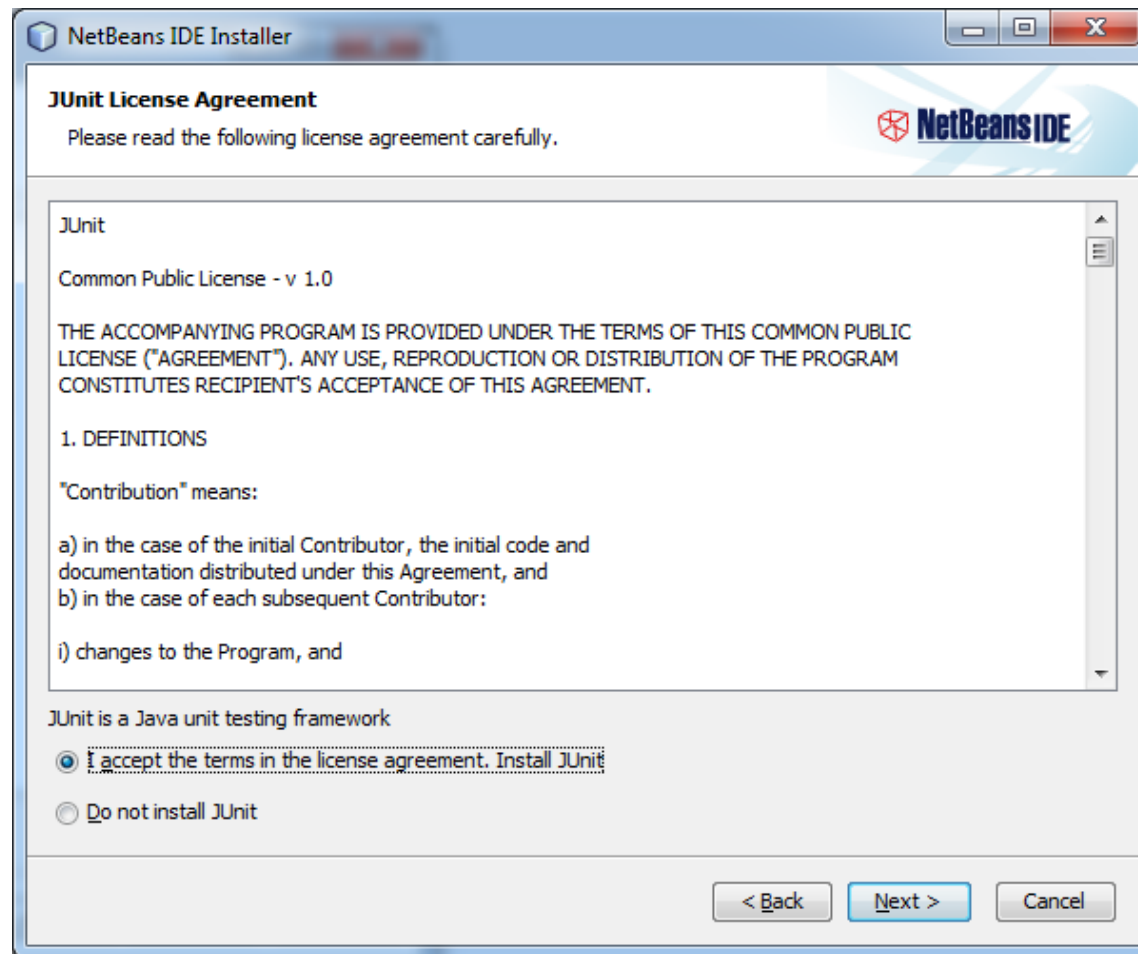 NetBeans IDE Installer
JUnit License Agreement
Please read the following license agreement carefully.
NetBeans IDE
JUnit
Common Public License - v 1.0
THE ACCOMPANYING PROGRAM IS PROVIDED UNDER THE TERMS OF THIS COMMON PUBLIC
LICENSE ("AGREEMENT"). ANY USE, REPRODUCTION OR DISTRIBUTION OF THE PROGRAM
CONSTITUTES RECIPIENT'S ACCEPTANCE OF THIS AGREEMENT.
1. DEFINITIONS
"Contribution" means:
a) in the case of the initial Contributor, the initial code and
documentation distributed under this Agreement, and
b) in the case of each subsequent Contributor:
i) changes to the Program, and
JUnit is a Java unit testing framework
I accept the terms in the license agreement. Install JUnit
Do not install JUnit
< Back
Next >
Cancel